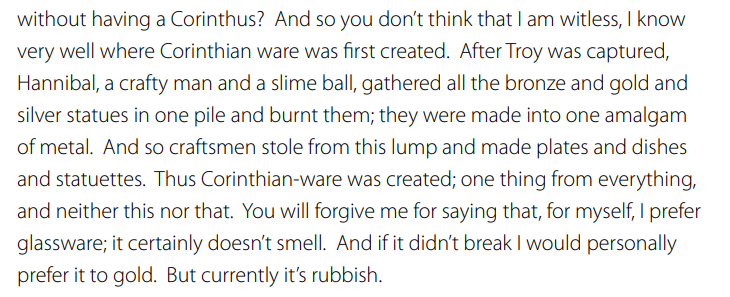 without having a Corinthus?  And so you don’t think that I am witless, I know
very well where Corinthian ware was first created.  After Troy was captured,
Hannibal, a crafty man and a slime ball, gathered all the bronze and gold and
silver statues in one pile and burnt them; they were made into one amalgam
of metal.  And so craftsmen stole from this lump and made plates and dishes
and statuettes.  Thus Corinthian-ware was created; one thing from everything,
and neither this nor that.  You will forgive me for saying that, for myself, I prefer
glassware; it certainly doesn’t smell.  And if it didn’t break I would personally
prefer it to gold.  But currently it’s rubbish.